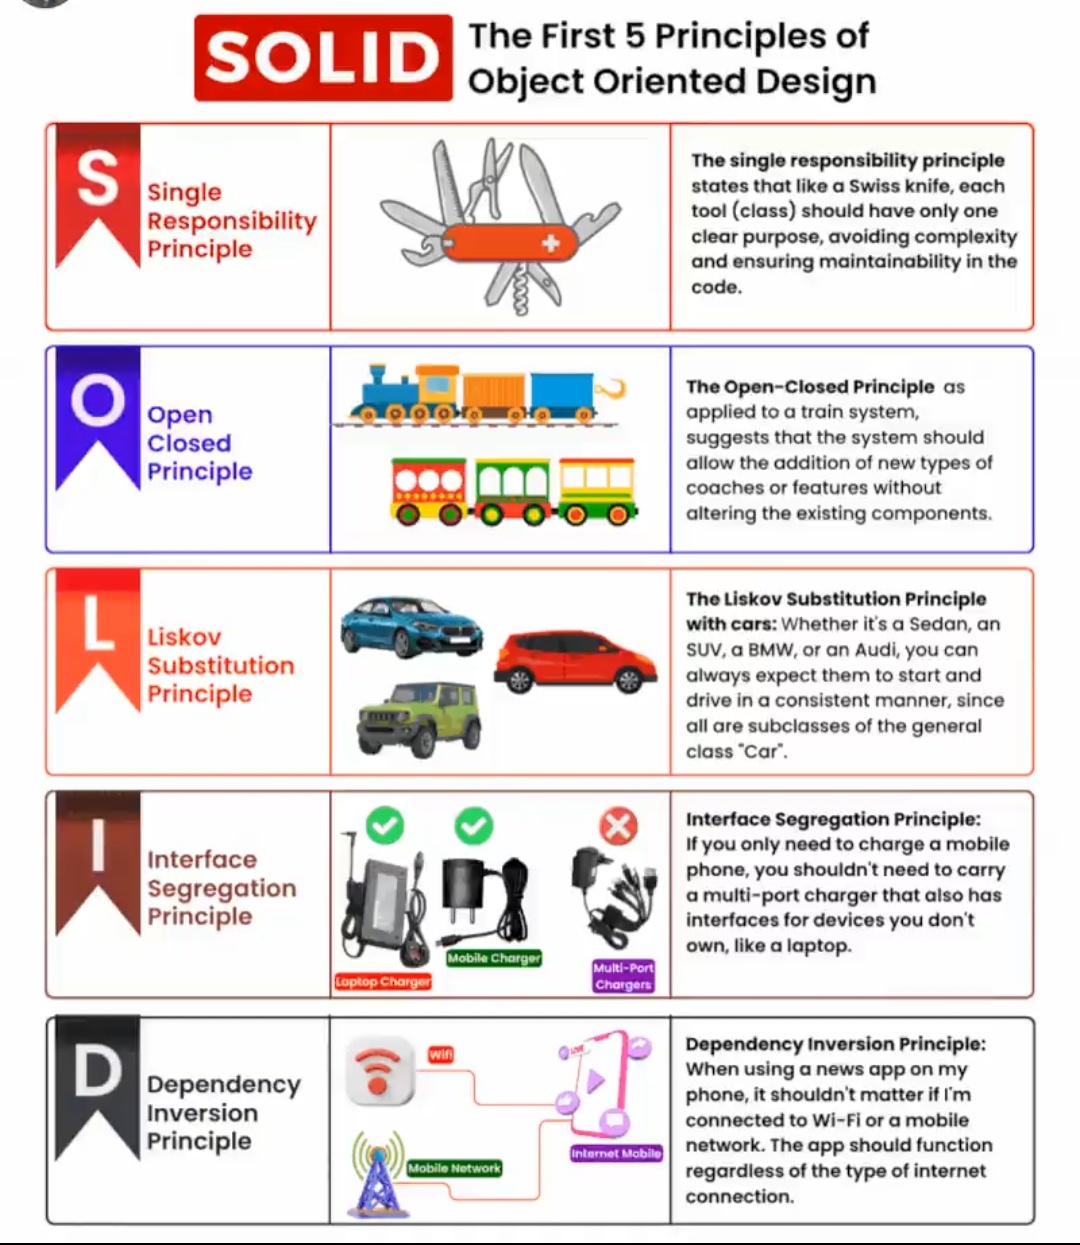 SOLID
The First 5 Principles of
Object Oriented Design
S
Single
Responsibility
Principle
The single responsibility principle
states that like a Swiss knife, each
tool (class) should have only one
clear purpose, avoiding complexity
and ensuring maintainability in the
code.
O
Open
Closed
Principle
The Open-Closed Principle as
applied to a train system,
suggests that the system should
allow the addition of new types of
coaches or features without
altering the existing components.
L
Liskov
Substitution
Principle
The Liskov Substitution Principle
with cars: Whether it's a Sedan, an
SUV, a BMW, or an Audi, you can
always expect them to start and
drive in a consistent manner, since
all are subclasses of the general
class "Car".
I
Interface
Segregation
Principle
Laptop Charger
Mobile Charger
Multi-Port
Chargers
Interface Segregation Principle:
If you only need to charge a mobile
phone, you shouldn't need to carry
a multi-port charger that also has
interfaces for devices you don't
own, like a laptop.
D
Dependency
Inversion
Principle
Wifi
LOVE
Internet Mobile
Mobile Network
Dependency Inversion Principle:
When using a news app on my
phone, it shouldn't matter if I'm
connected to Wi-Fi or a mobile
network. The app should function
regardless of the type of internet
connection.